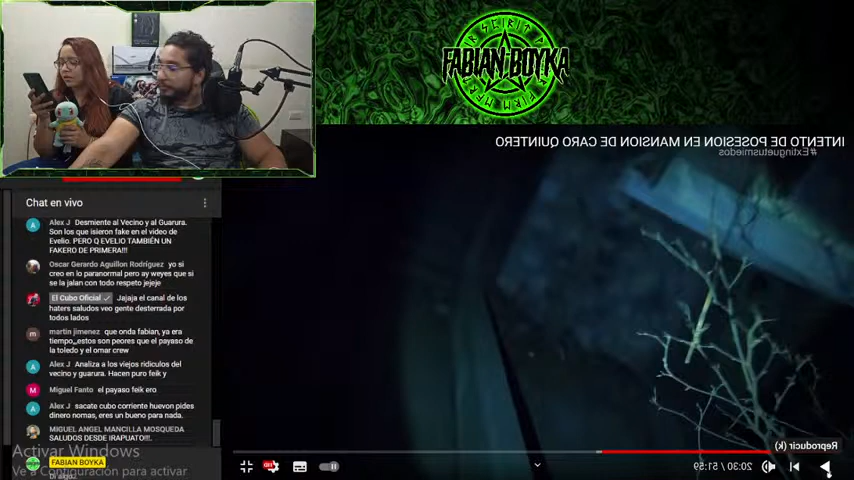 FABIAN BOYKA
INTENTO DE POSESION EN MANSION DE CARO QUINTERO
#Extinguetusmiedos
Chat en vivo
Alex J Desmiente al Vecino y al Guarura.
Son los que isieron fake en el video de
Evelio. PERO Q EVELIO TAMBIÉN UN
FAKERO DE PRIMERA!!!
Oscar Gerardo Aguillon Rodríguez yo si
creo en lo paranormal pero ay weyes que si
se la jalan con todo respeto jejeje
El Cubo Oficial Jajaja el canal de los
haters saludos veo gente desterrada por
todos lados
martin jimenez que onda fabian, ya era
tiempo,,,estos son peores que el payaso de
la toledo y el omar crew
Alex J Analiza a los viejos ridiculos del
vecino y guarura. Hacen puro feik y
Miguel Fanto el payaso feik ero
Alex J sacate cubo corriente huevon pides
dinero nomas, eres un bueno para nada.
MIGUEL ANGEL MANCILLA MOSQUEDA
SALUDOS DESDE IRAPUATO!!!.
Activar Windows
Ve a Configuración para activar
FABIAN BOYKA
Di algo...
Reproducir (k)
20:30 / 51:59
HD